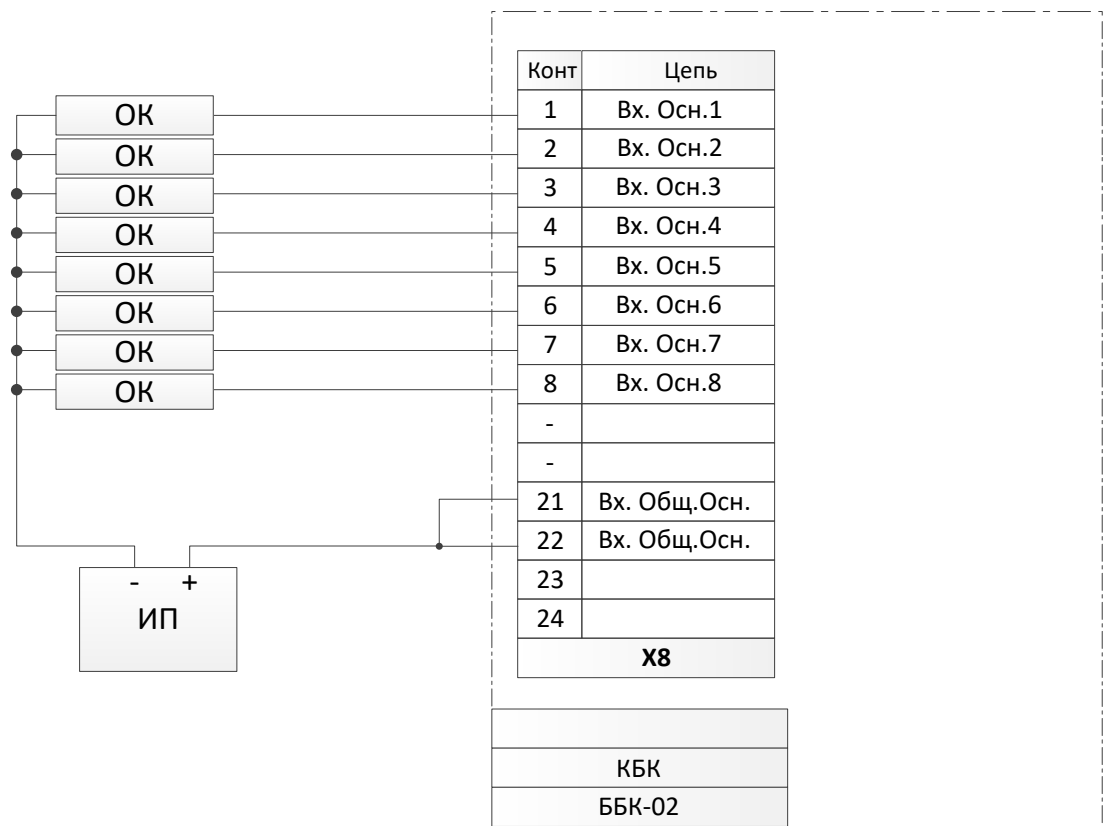 Конт Цепь
ОК 1 Вх. Осн.1
ОК 2 Вх. Осн.2
ОК 3 Вх. Осн.3
ОК 4 Вх. Осн.4
ОК 5 Вх. Осн.5
ОК 6 Вх. Осн.6
ОК 7 Вх. Осн.7
ОК 8 Вх. Осн.8
-
-
21 Вх. Общ.Осн.
22 Вх. Общ.Осн.
- + 23
ИП 24
X8
КБК
ББК-02